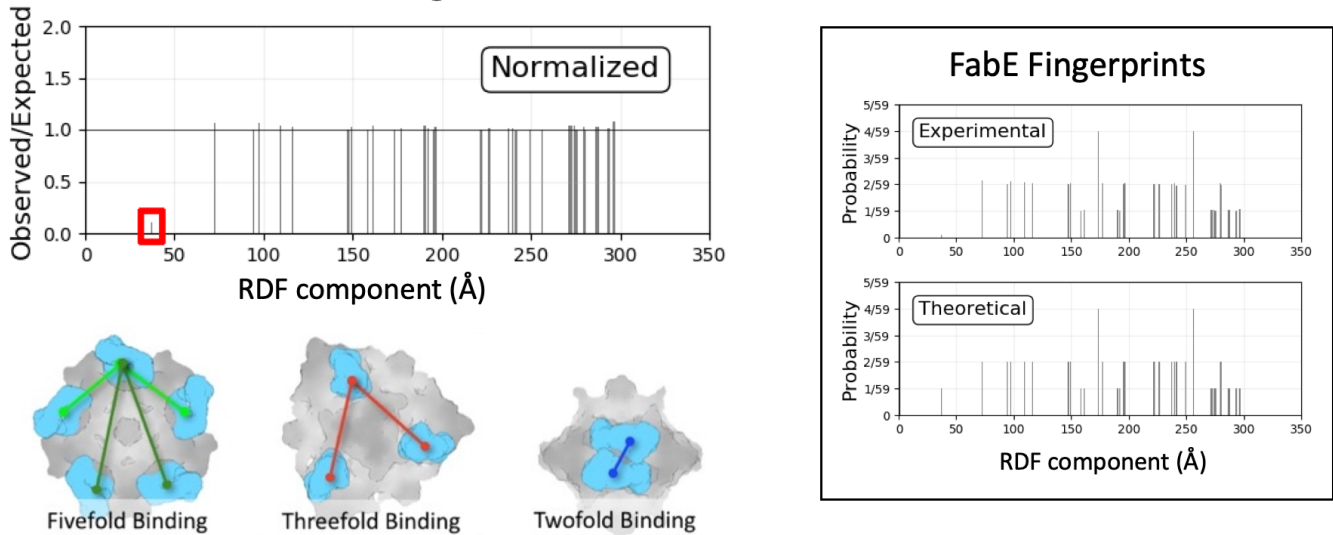 2.0
1.5
1.0
0.5
0.0
Observed/Expected
Normalized
0 50 100 150 200 250 300 350
RDF component (Å)
Fivefold Binding
Threefold Binding
Twofold Binding
FabE Fingerprints
5/59
4/59
3/59
2/59
1/59
0
Probability
Experimental
0 50 100 150 200 250 300 350
5/59
4/59
3/59
2/59
1/59
0
Probability
Theoretical
0 50 100 150 200 250 300 350
RDF component (Å)